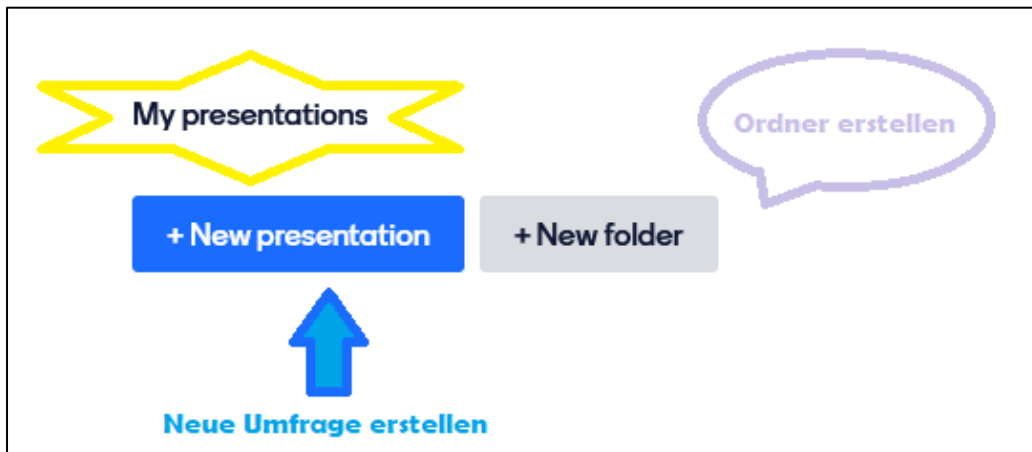 My presentations
Ordner erstellen
+ New presentation
+ New folder
Neue Umfrage erstellen